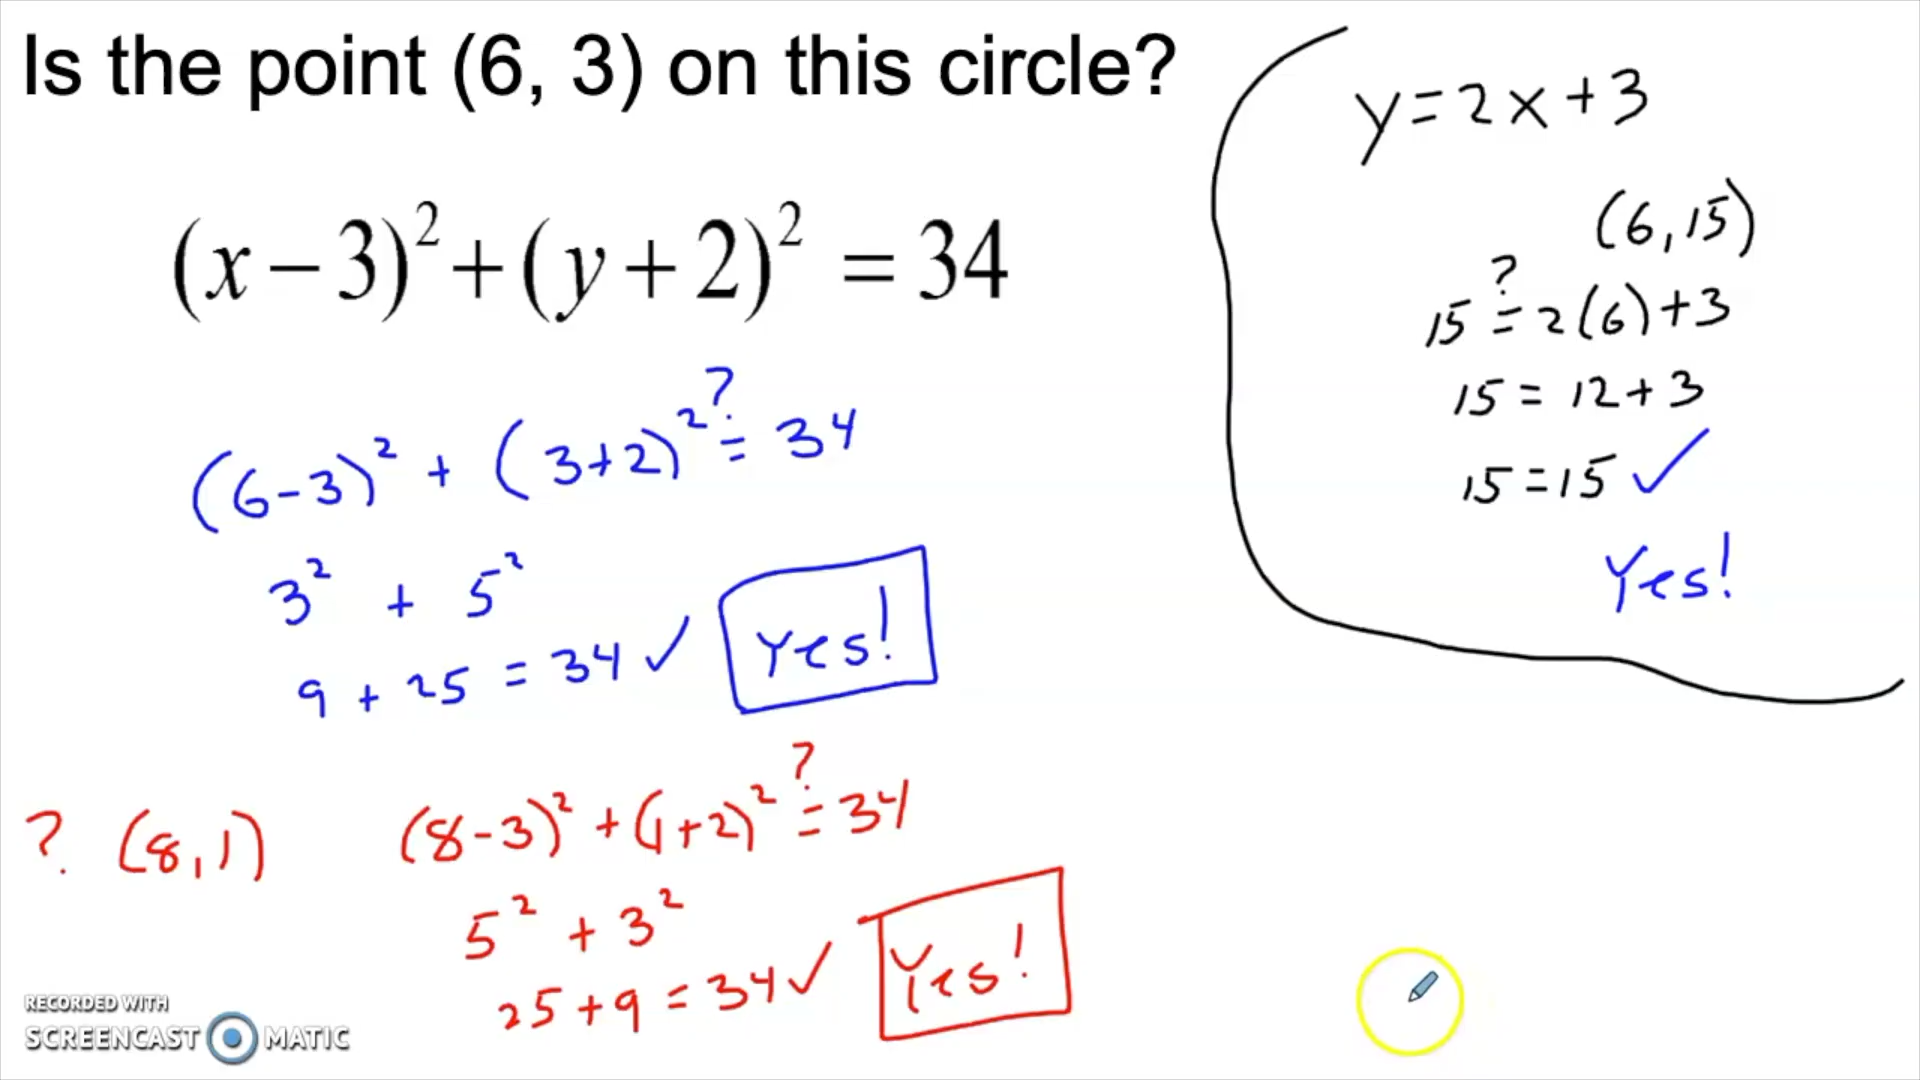 Is the point (6, 3) on this circle?
(x − 3)² + (y + 2)² = 34
(6-3)² + (3+2)² ≟ 34
3² + 5²
9 + 25 = 34 ✓ Yes!
? (8,1) (8-3)² + (1+2)² ≟ 34
5² + 3²
25 + 9 = 34 ✓ Yes!
y = 2x + 3
(6, 15)
15 ≟ 2(6) + 3
15 = 12 + 3
15 = 15 ✓
Yes!
RECORDED WITH
SCREENCAST MATIC